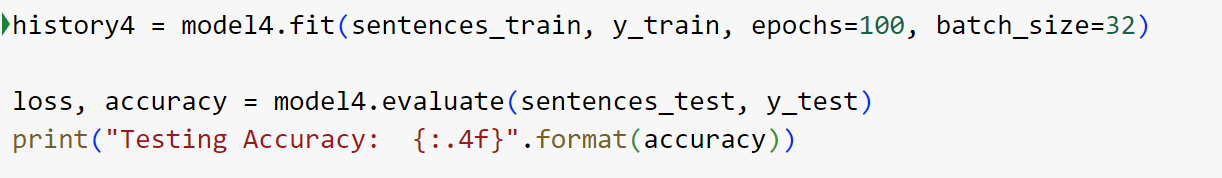 history4 = model4.fit(sentences_train, y_train, epochs=100, batch_size=32)
loss, accuracy = model4.evaluate(sentences_test, y_test)
print("Testing Accuracy:  {:.4f}".format(accuracy))